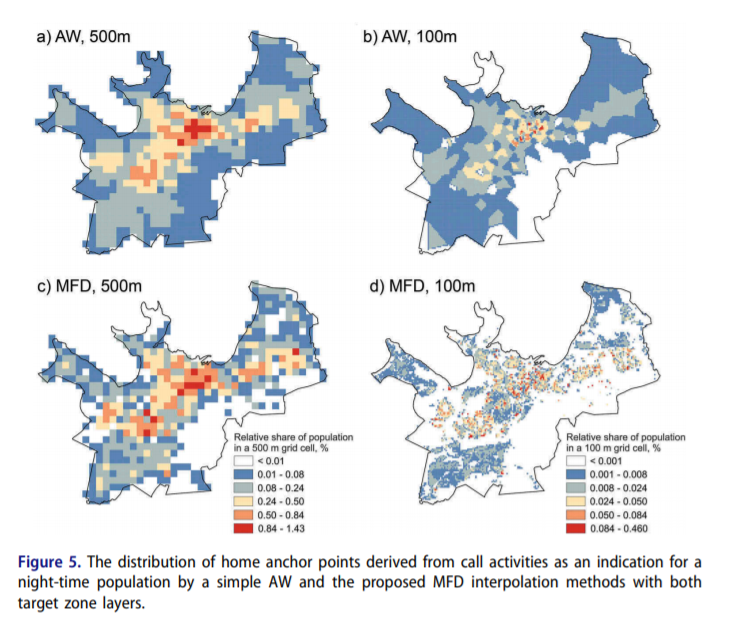 a) AW, 500m
b) AW, 100m
c) MFD, 500m
d) MFD, 100m
Relative share of population
in a 500 m grid cell, %
< 0.01
0.01 - 0.08
0.08 - 0.24
0.24 - 0.50
0.50 - 0.84
0.84 - 1.43
Relative share of population
in a 100 m grid cell, %
< 0.001
0.001 - 0.008
0.008 - 0.024
0.024 - 0.050
0.050 - 0.084
0.084 - 0.460
Figure 5. The distribution of home anchor points derived from call activities as an indication for a
night-time population by a simple AW and the proposed MFD interpolation methods with both
target zone layers.